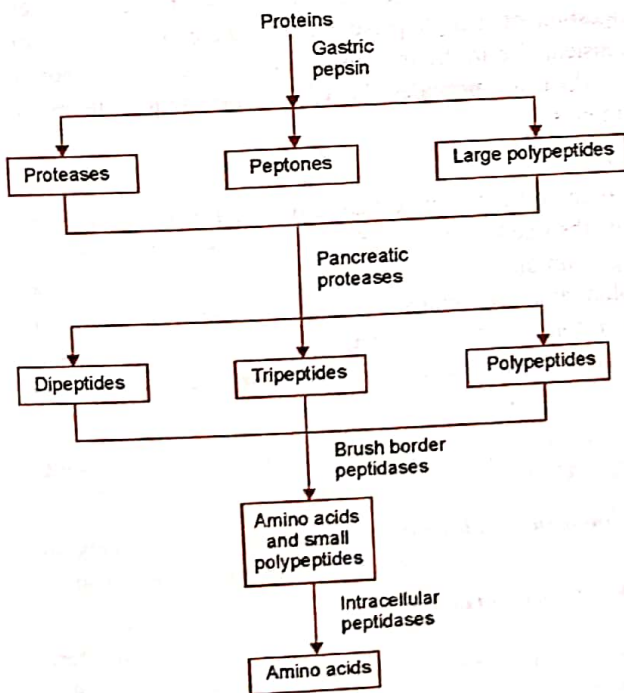 Proteins
Gastric
pepsin
Proteases
Peptones
Large polypeptides
Pancreatic
proteases
Dipeptides
Tripeptides
Polypeptides
Brush border
peptidases
Amino acids
and small
polypeptides
Intracellular
peptidases
Amino acids